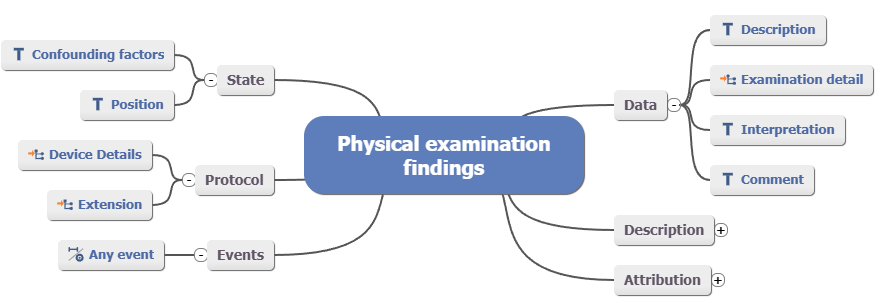 Physical examination
findings
State
T Confounding factors
T Position
Protocol
Device Details
Extension
Events
Any event
Data
T Description
Examination detail
T Interpretation
T Comment
Description
Attribution